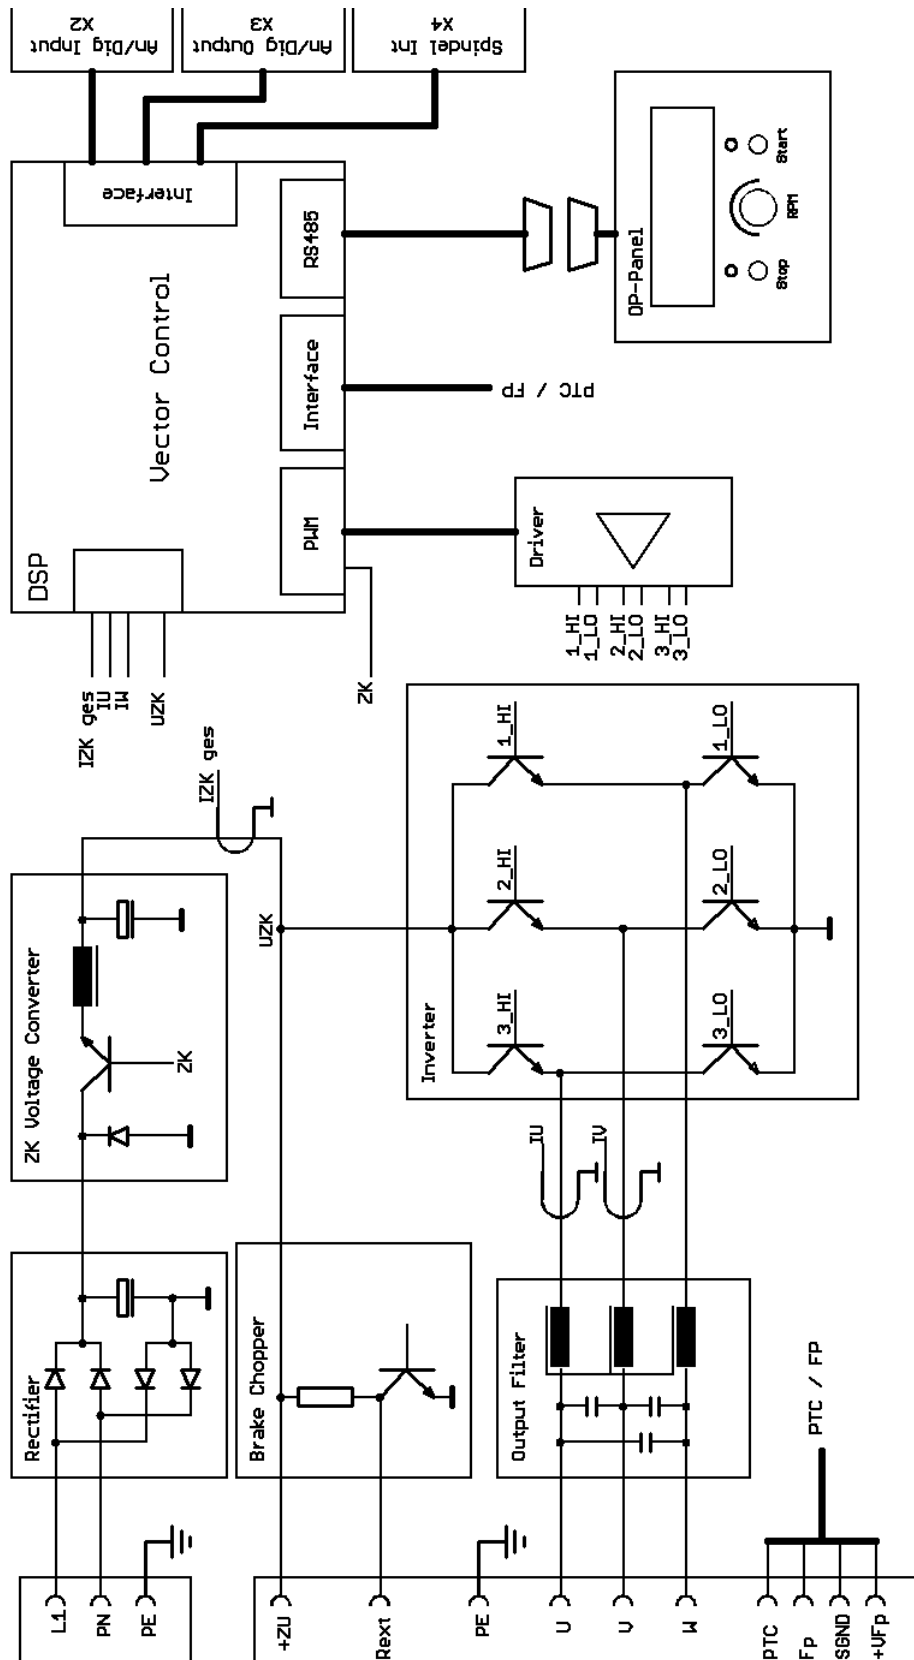 An/Dig Input
X2
An/Dig Output
X3
Spindel Int
X4
Interface
DSP
Vector Control
RS485
Interface
PWM
OP-Panel
Start
RPM
Stop
PTC / FP
Driver
1_HI
1_LO
2_HI
2_LO
3_HI
3_LO
IZK ges
IU
IW
UZK
ZK
IZK ges
UZK
ZK Voltage Converter
ZK
Inverter
1_HI
1_LO
2_HI
2_LO
3_HI
3_LO
IU
IV
Rectifier
Brake Chopper
Output Filter
PTC / FP
L1
PN
PE
+ZU
Rext
PE
U
V
W
PTC
Fp
SGND
+VFp